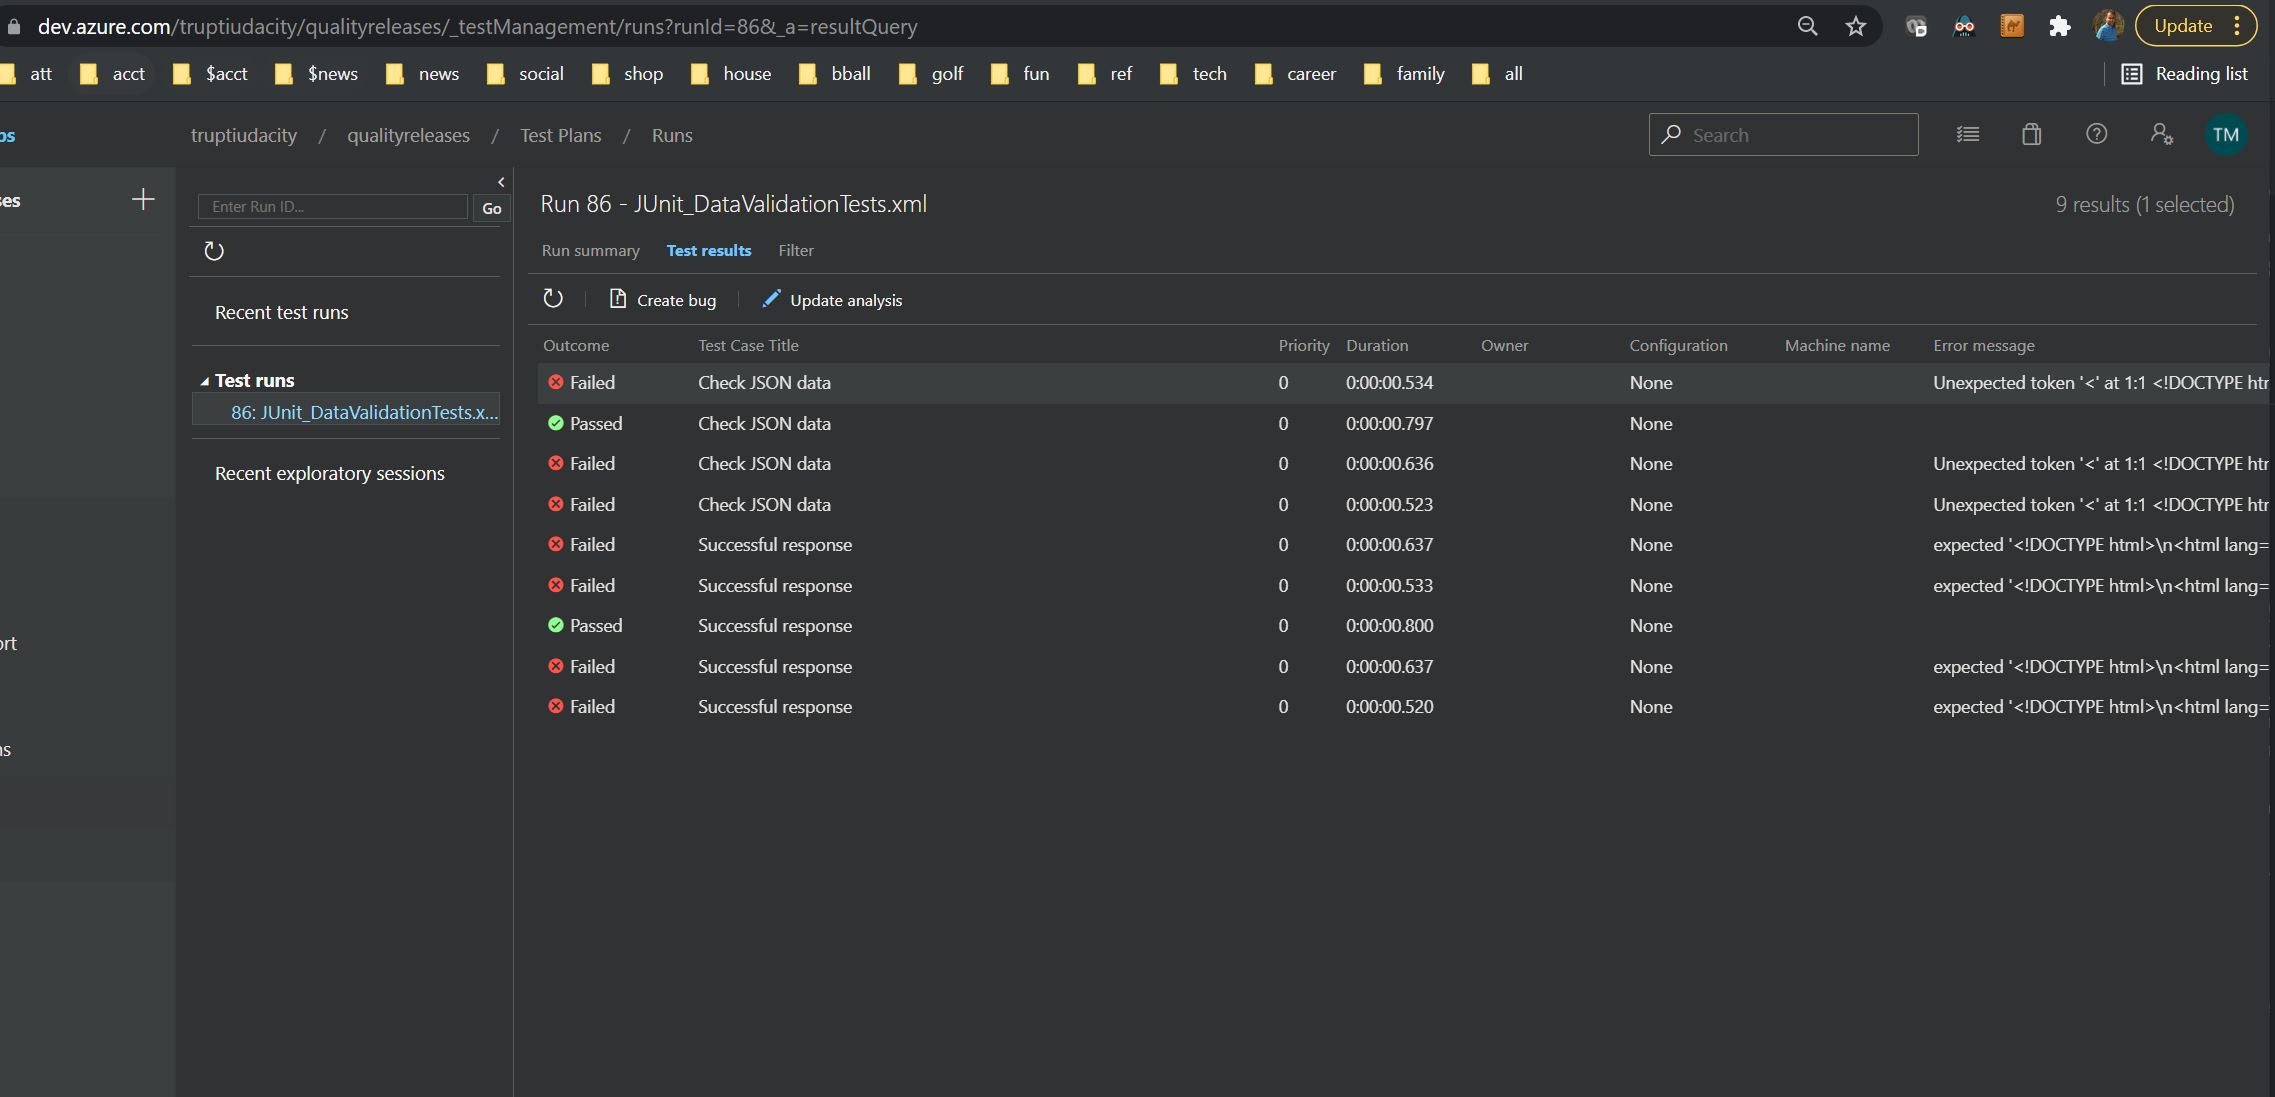 dev.azure.com/truptiudacity/qualityreleases/_testManagement/runs?runId=86&_a=resultQuery
Update
att acct $acct $news news social shop house bball golf fun ref tech career family all Reading list
truptiudacity / qualityreleases / Test Plans / Runs
Search
TM
Enter Run ID...
Go
Recent test runs
Test runs
86: JUnit_DataValidationTests.x...
Recent exploratory sessions
Run 86 - JUnit_DataValidationTests.xml
9 results (1 selected)
Run summary Test results Filter
Create bug Update analysis
Outcome Test Case Title Priority Duration Owner Configuration Machine name Error message
Failed Check JSON data 0 0:00:00.534 None Unexpected token '<' at 1:1 <!DOCTYPE htr
Passed Check JSON data 0 0:00:00.797 None
Failed Check JSON data 0 0:00:00.636 None Unexpected token '<' at 1:1 <!DOCTYPE htr
Failed Check JSON data 0 0:00:00.523 None Unexpected token '<' at 1:1 <!DOCTYPE htr
Failed Successful response 0 0:00:00.637 None expected '<!DOCTYPE html>\n<html lang=
Failed Successful response 0 0:00:00.533 None expected '<!DOCTYPE html>\n<html lang=
Passed Successful response 0 0:00:00.800 None
Failed Successful response 0 0:00:00.637 None expected '<!DOCTYPE html>\n<html lang=
Failed Successful response 0 0:00:00.520 None expected '<!DOCTYPE html>\n<html lang=